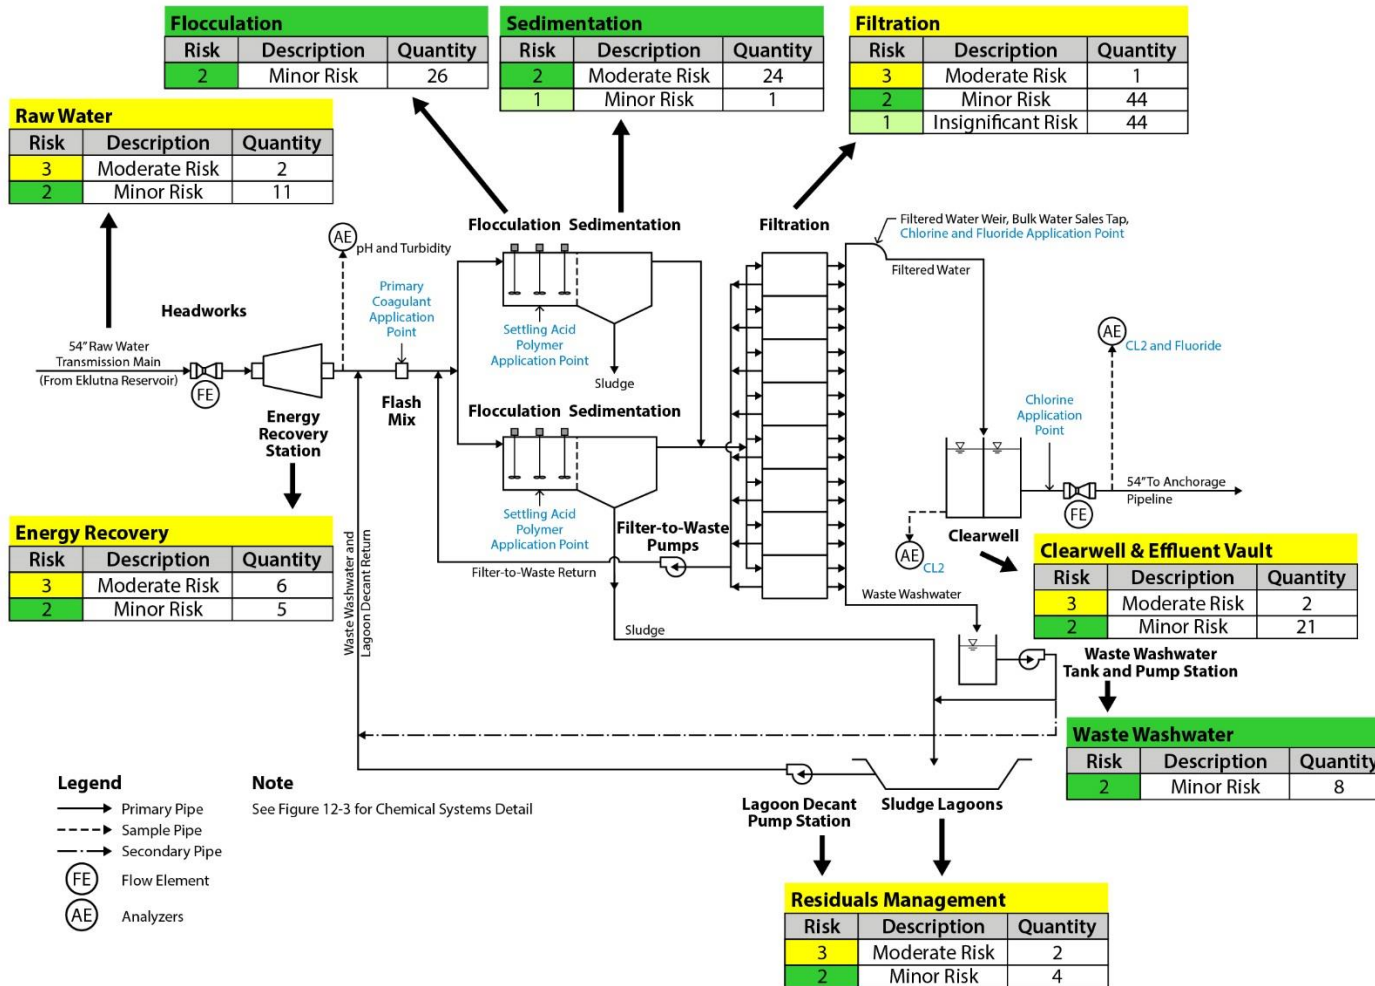 Flocculation
Risk Description Quantity
2 Minor Risk 26
Sedimentation
Risk Description Quantity
2 Moderate Risk 24
1 Minor Risk 1
Filtration
Risk Description Quantity
3 Moderate Risk 1
2 Minor Risk 44
1 Insignificant Risk 44
Raw Water
Risk Description Quantity
3 Moderate Risk 2
2 Minor Risk 11
Flocculation Sedimentation
Filtration
Filtered Water Weir, Bulk Water Sales Tap,
Chlorine and Fluoride Application Point
Filtered Water
AE
pH and Turbidity
Headworks
Primary
Coagulant
Application
Point
54" Raw Water
Transmission Main
(From Eklutna Reservoir)
FE
Energy
Recovery
Station
Flash
Mix
Settling Acid
Polymer
Application Point
Sludge
Flocculation Sedimentation
Settling Acid
Polymer
Application Point
AE
CL2 and Fluoride
Chlorine
Application
Point
54" To Anchorage
Pipeline
FE
Clearwell
AE
CL2
Filter-to-Waste
Pumps
Filter-to-Waste Return
Waste Washwater and
Lagoon Decant Return
Sludge
Waste Washwater
Energy Recovery
Risk Description Quantity
3 Moderate Risk 6
2 Minor Risk 5
Clearwell & Effluent Vault
Risk Description Quantity
3 Moderate Risk 2
2 Minor Risk 21
Waste Washwater
Tank and Pump Station
Waste Washwater
Risk Description Quantity
2 Minor Risk 8
Lagoon Decant
Pump Station
Sludge Lagoons
Residuals Management
Risk Description Quantity
3 Moderate Risk 2
2 Minor Risk 4
Legend
Primary Pipe
Sample Pipe
Secondary Pipe
FE Flow Element
AE Analyzers
Note
See Figure 12-3 for Chemical Systems Detail